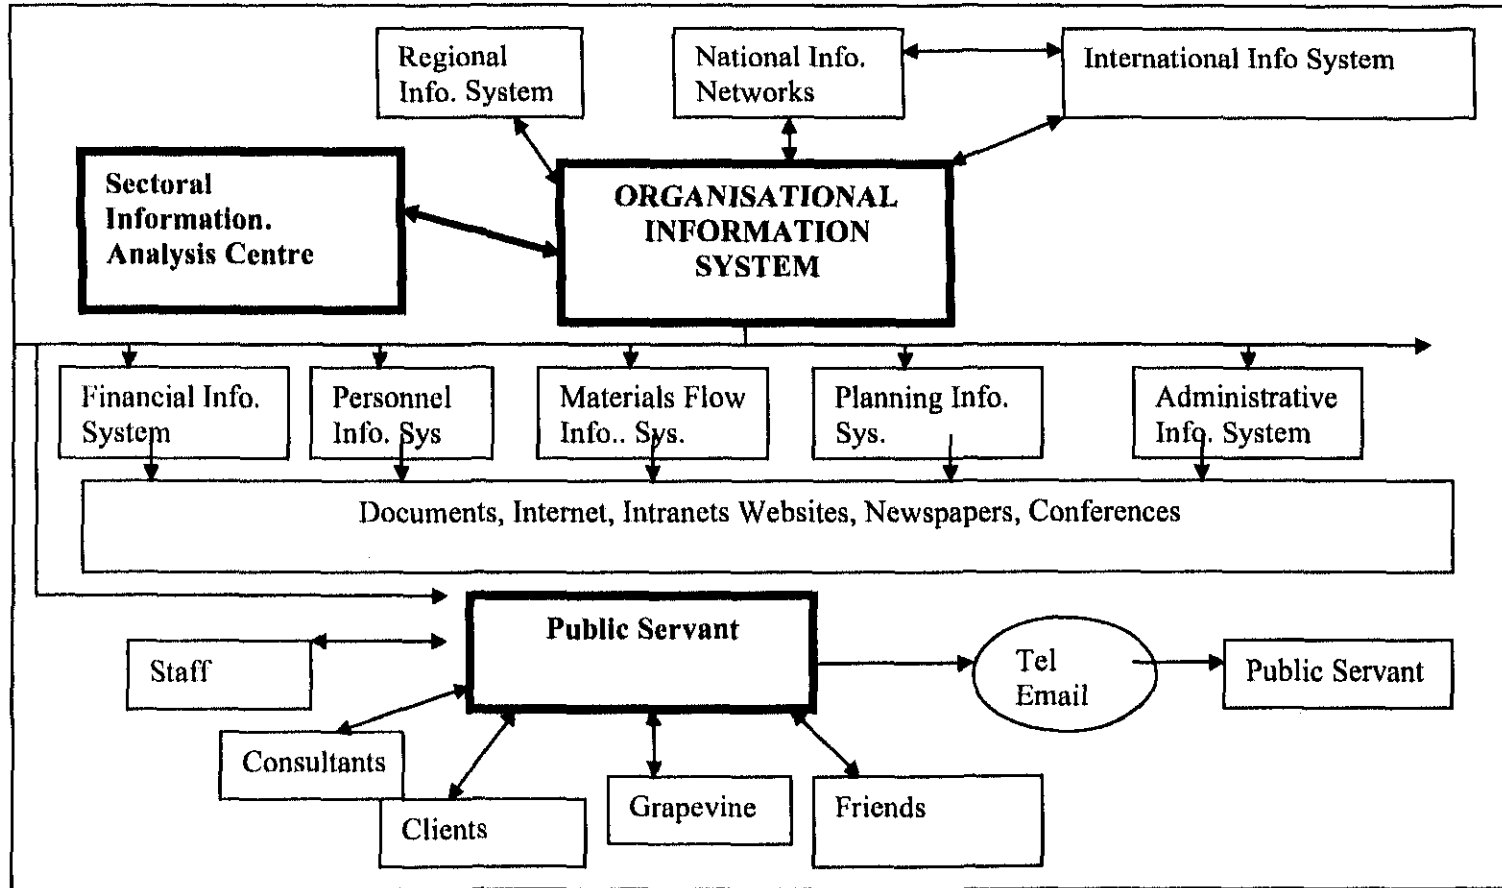 Regional
Info. System
National Info.
Networks
International Info System
Sectoral
Information.
Analysis Centre
ORGANISATIONAL
INFORMATION
SYSTEM
Financial Info.
System
Personnel
Info. Sys
Materials Flow
Info.. Sys.
Planning Info.
Sys.
Administrative
Info. System
Documents, Internet, Intranets Websites, Newspapers, Conferences
Public Servant
Staff
Tel
Email
Public Servant
Consultants
Clients
Grapevine
Friends